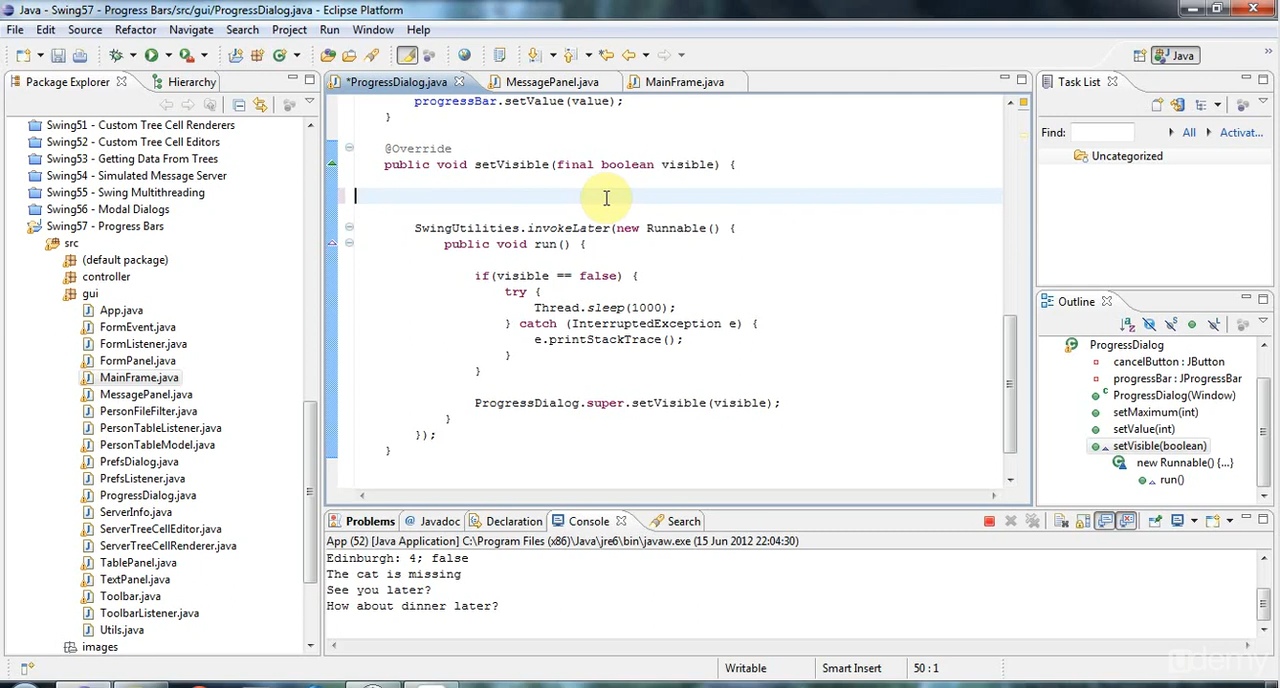 Java - Swing57 - Progress Bars/src/gui/ProgressDialog.java - Eclipse Platform
File Edit Source Refactor Navigate Search Project Run Window Help
Java
Package Explorer Hierarchy
*ProgressDialog.java MessagePanel.java MainFrame.java
Task List
Swing51 - Custom Tree Cell Renderers
Swing52 - Custom Tree Cell Editors
Swing53 - Getting Data From Trees
Swing54 - Simulated Message Server
Swing55 - Swing Multithreading
Swing56 - Modal Dialogs
Swing57 - Progress Bars
src
(default package)
controller
gui
App.java
FormEvent.java
FormListener.java
FormPanel.java
MainFrame.java
MessagePanel.java
PersonFileFilter.java
PersonTableListener.java
PersonTableModel.java
PrefsDialog.java
PrefsListener.java
ProgressDialog.java
ServerInfo.java
ServerTreeCellEditor.java
ServerTreeCellRenderer.java
TablePanel.java
TextPanel.java
Toolbar.java
ToolbarListener.java
Utils.java
images
progressBar.setValue(value);
}
@Override
public void setVisible(final boolean visible) {
SwingUtilities.invokeLater(new Runnable() {
public void run() {
if(visible == false) {
try {
Thread.sleep(1000);
} catch (InterruptedException e) {
e.printStackTrace();
}
}
ProgressDialog.super.setVisible(visible);
}
});
}
Find: All Activat...
Uncategorized
Outline
ProgressDialog
cancelButton : JButton
progressBar : JProgressBar
ProgressDialog(Window)
setMaximum(int)
setValue(int)
setVisible(boolean)
new Runnable() {...}
run()
Problems Javadoc Declaration Console Search
App (52) [Java Application] C:\Program Files (x86)\Java\jre6\bin\javaw.exe (15 Jun 2012 22:04:30)
Edinburgh: 4; false
The cat is missing
See you later?
How about dinner later?
Writable Smart Insert 50 : 1
udemy